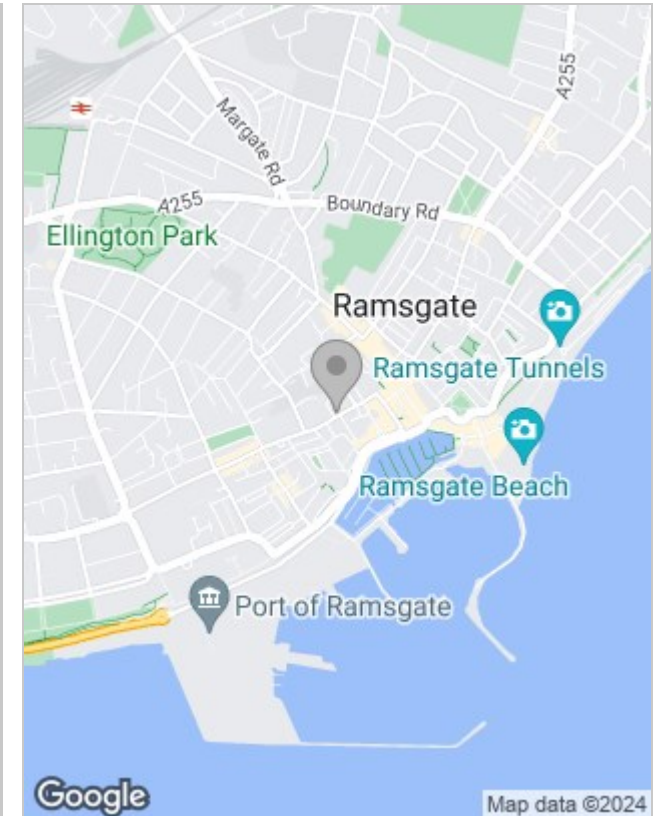 A255
Margate Rd
A255
Boundary Rd
Ellington Park
Ramsgate
Ramsgate Tunnels
Ramsgate Beach
Port of Ramsgate
Google
Map data ©2024